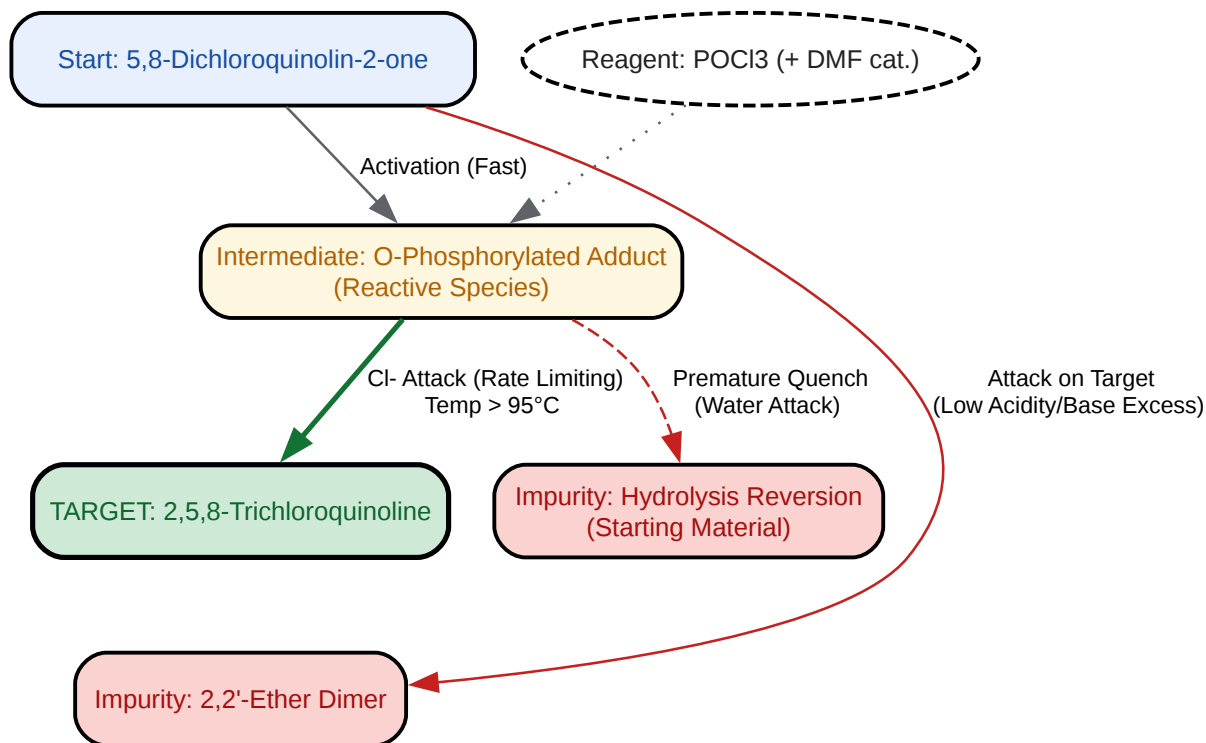 Start: 5,8-Dichloroquinolin-2-one
Reagent: POCl3 (+ DMF cat.)
Activation (Fast)
Intermediate: O-Phosphorylated Adduct
(Reactive Species)
Cl- Attack (Rate Limiting)
Temp > 95°C
Premature Quench
(Water Attack)
Attack on Target
(Low Acidity/Base Excess)
TARGET: 2,5,8-Trichloroquinoline
Impurity: Hydrolysis Reversion
(Starting Material)
Impurity: 2,2'-Ether Dimer